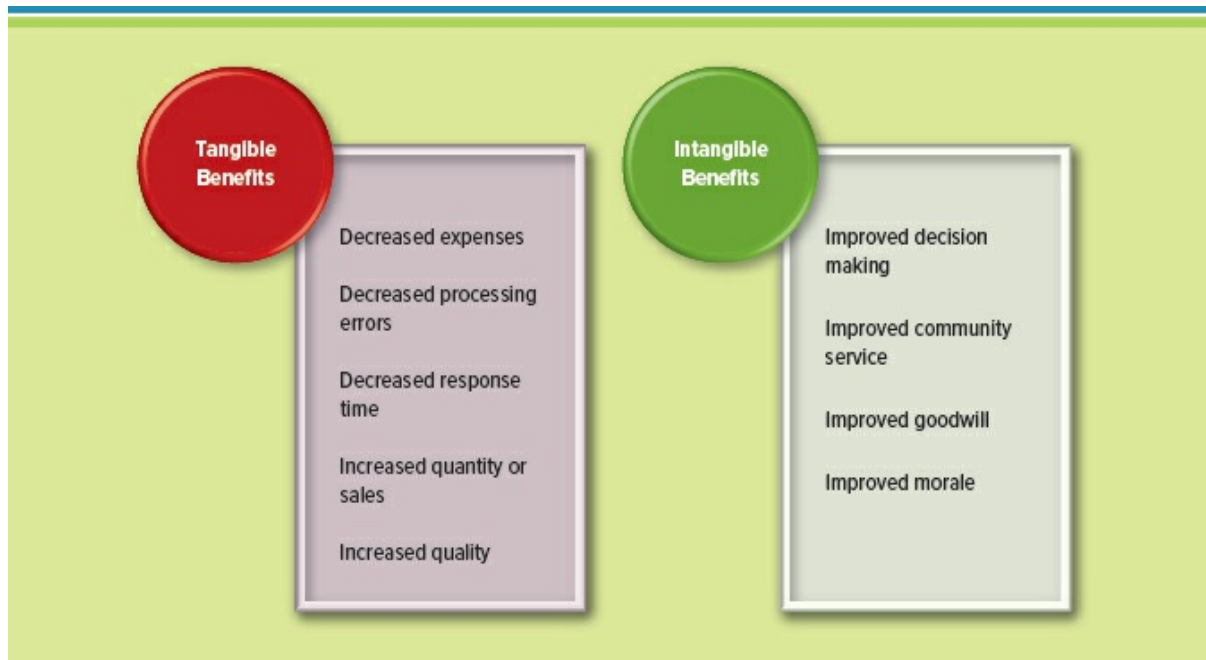 Tangible
Benefits
Decreased expenses
Decreased processing
errors
Decreased response
time
Increased quantity or
sales
Increased quality
Intangible
Benefits
Improved decision
making
Improved community
service
Improved goodwill
Improved morale